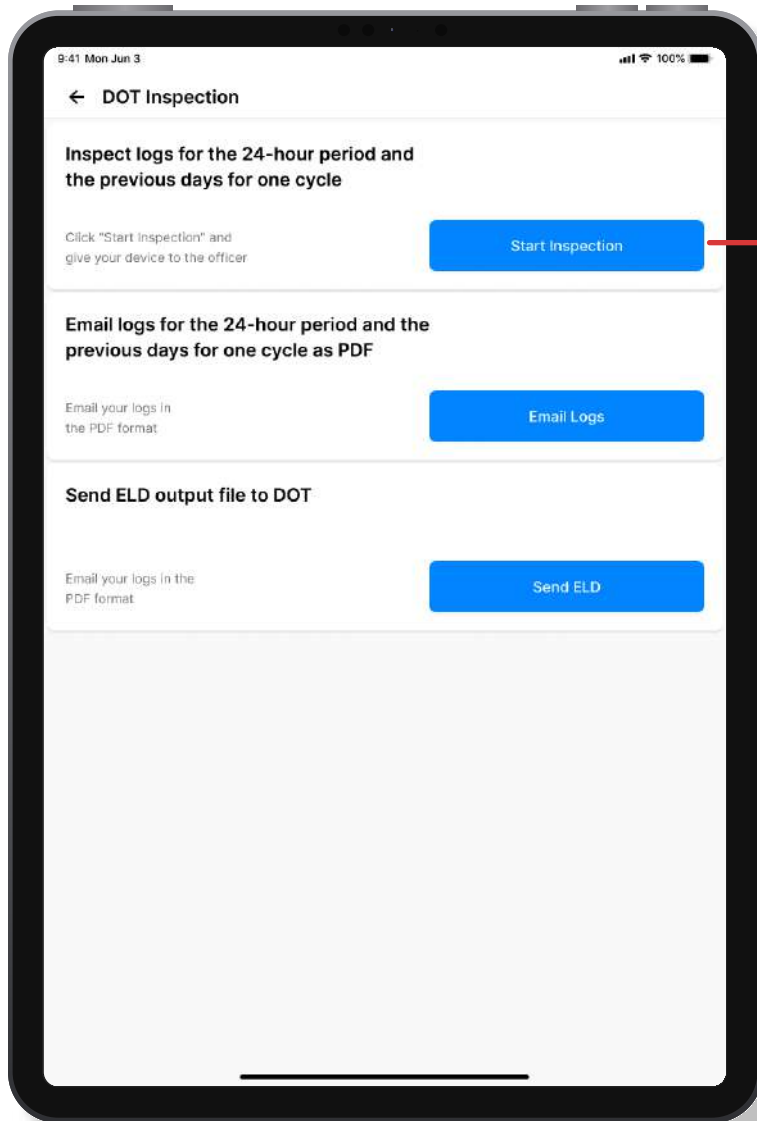 9:41 Mon Jun 3
100%
DOT Inspection
Inspect logs for the 24-hour period and
the previous days for one cycle
Click "Start Inspection" and
give your device to the officer
Start Inspection
Email logs for the 24-hour period and the
previous days for one cycle as PDF
Email your logs in
the PDF format
Email Logs
Send ELD output file to DOT
Email your logs in the
PDF format
Send ELD